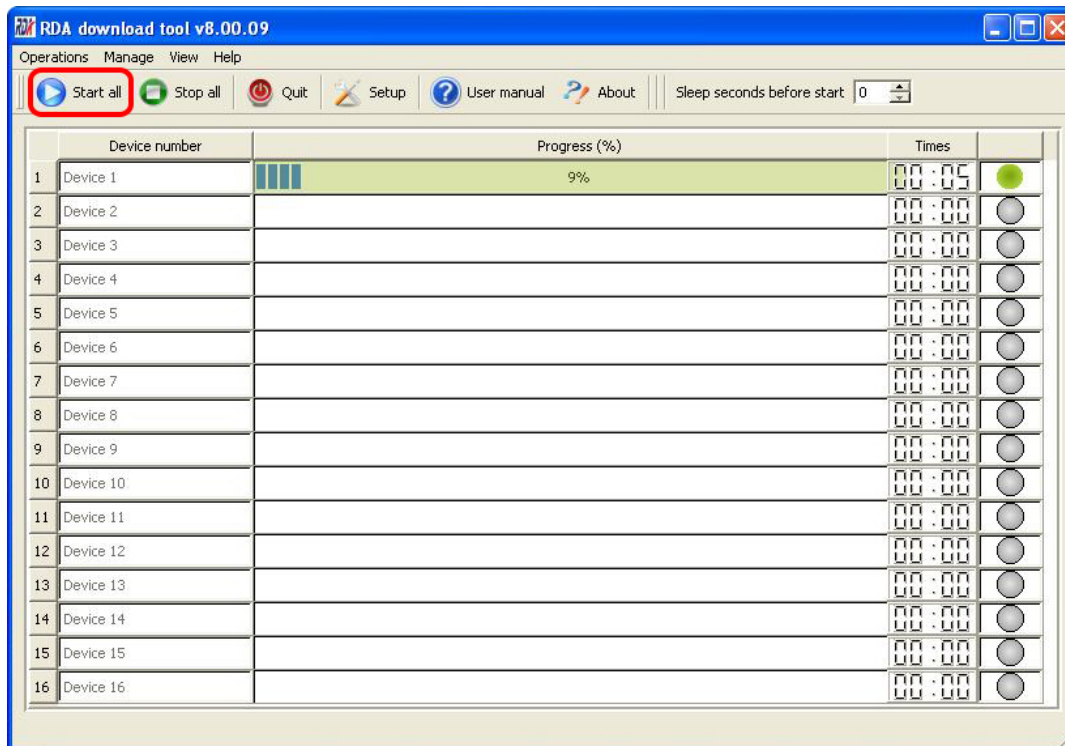 RDA download tool v8.00.09
Operations Manage View Help
Start all Stop all Quit Setup User manual About Sleep seconds before start 0
Device number Progress (%) Times
1 Device 1 9% 00:05
2 Device 2 00:00
3 Device 3 00:00
4 Device 4 00:00
5 Device 5 00:00
6 Device 6 00:00
7 Device 7 00:00
8 Device 8 00:00
9 Device 9 00:00
10 Device 10 00:00
11 Device 11 00:00
12 Device 12 00:00
13 Device 13 00:00
14 Device 14 00:00
15 Device 15 00:00
16 Device 16 00:00